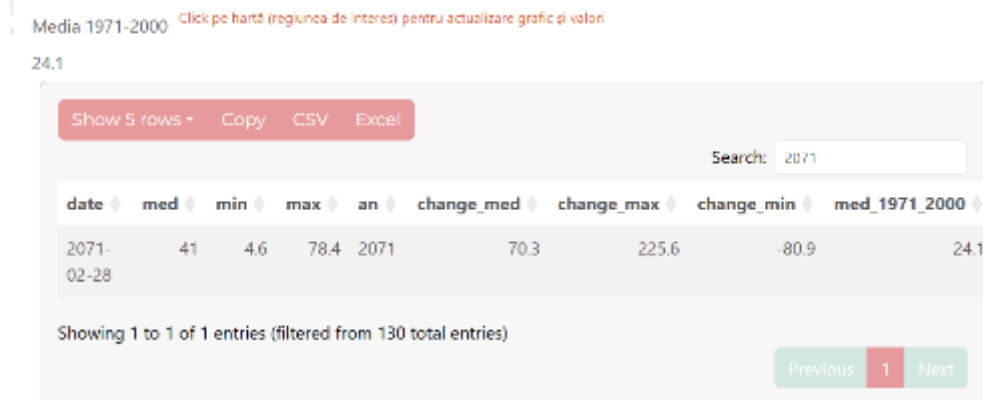 Media 1971-2000 Click pe hartă (regiunea de interes) pentru actualizare grafic și valori
24.1
Show 5 rows Copy CSV Excel
Search: 2071
date med min max an change_med change_max change_min med_1971_2000
2071- 41 4.6 78.4 2071 70.3 225.6 -80.9 24.1
02-28
Showing 1 to 1 of 1 entries (filtered from 130 total entries)
Previous 1 Next